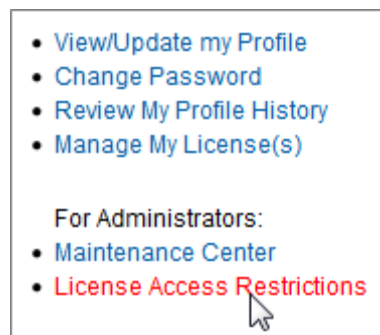 View/Update my Profile
Change Password
Review My Profile History
Manage My License(s)
For Administrators:
Maintenance Center
License Access Restrictions